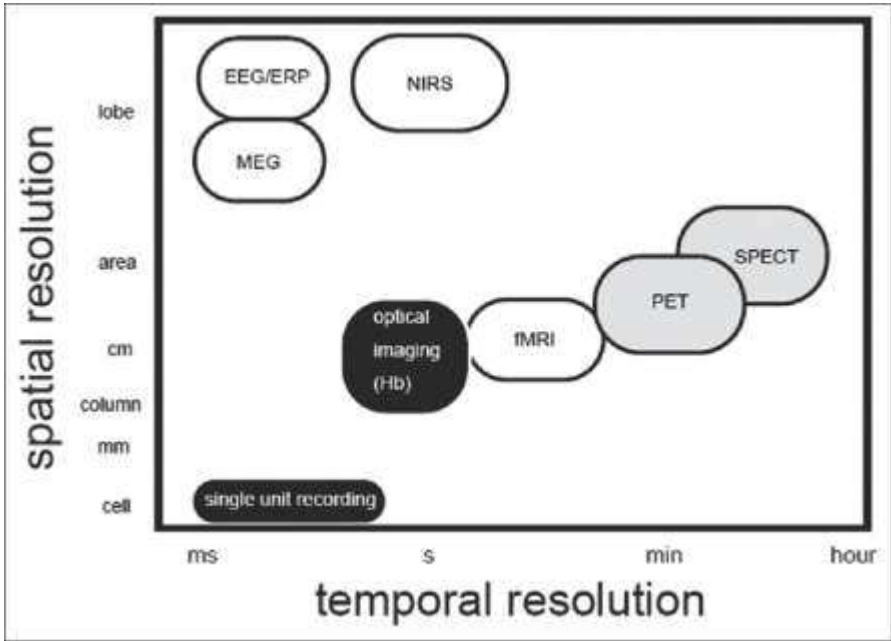 EEG/ERP
NIRS
lobe
MEG
SPECT
area
PET
optical
imaging
(Hb)
fMRI
cm
column
mm
single unit recording
cell
ms
s
min
hour
spatial resolution
temporal resolution